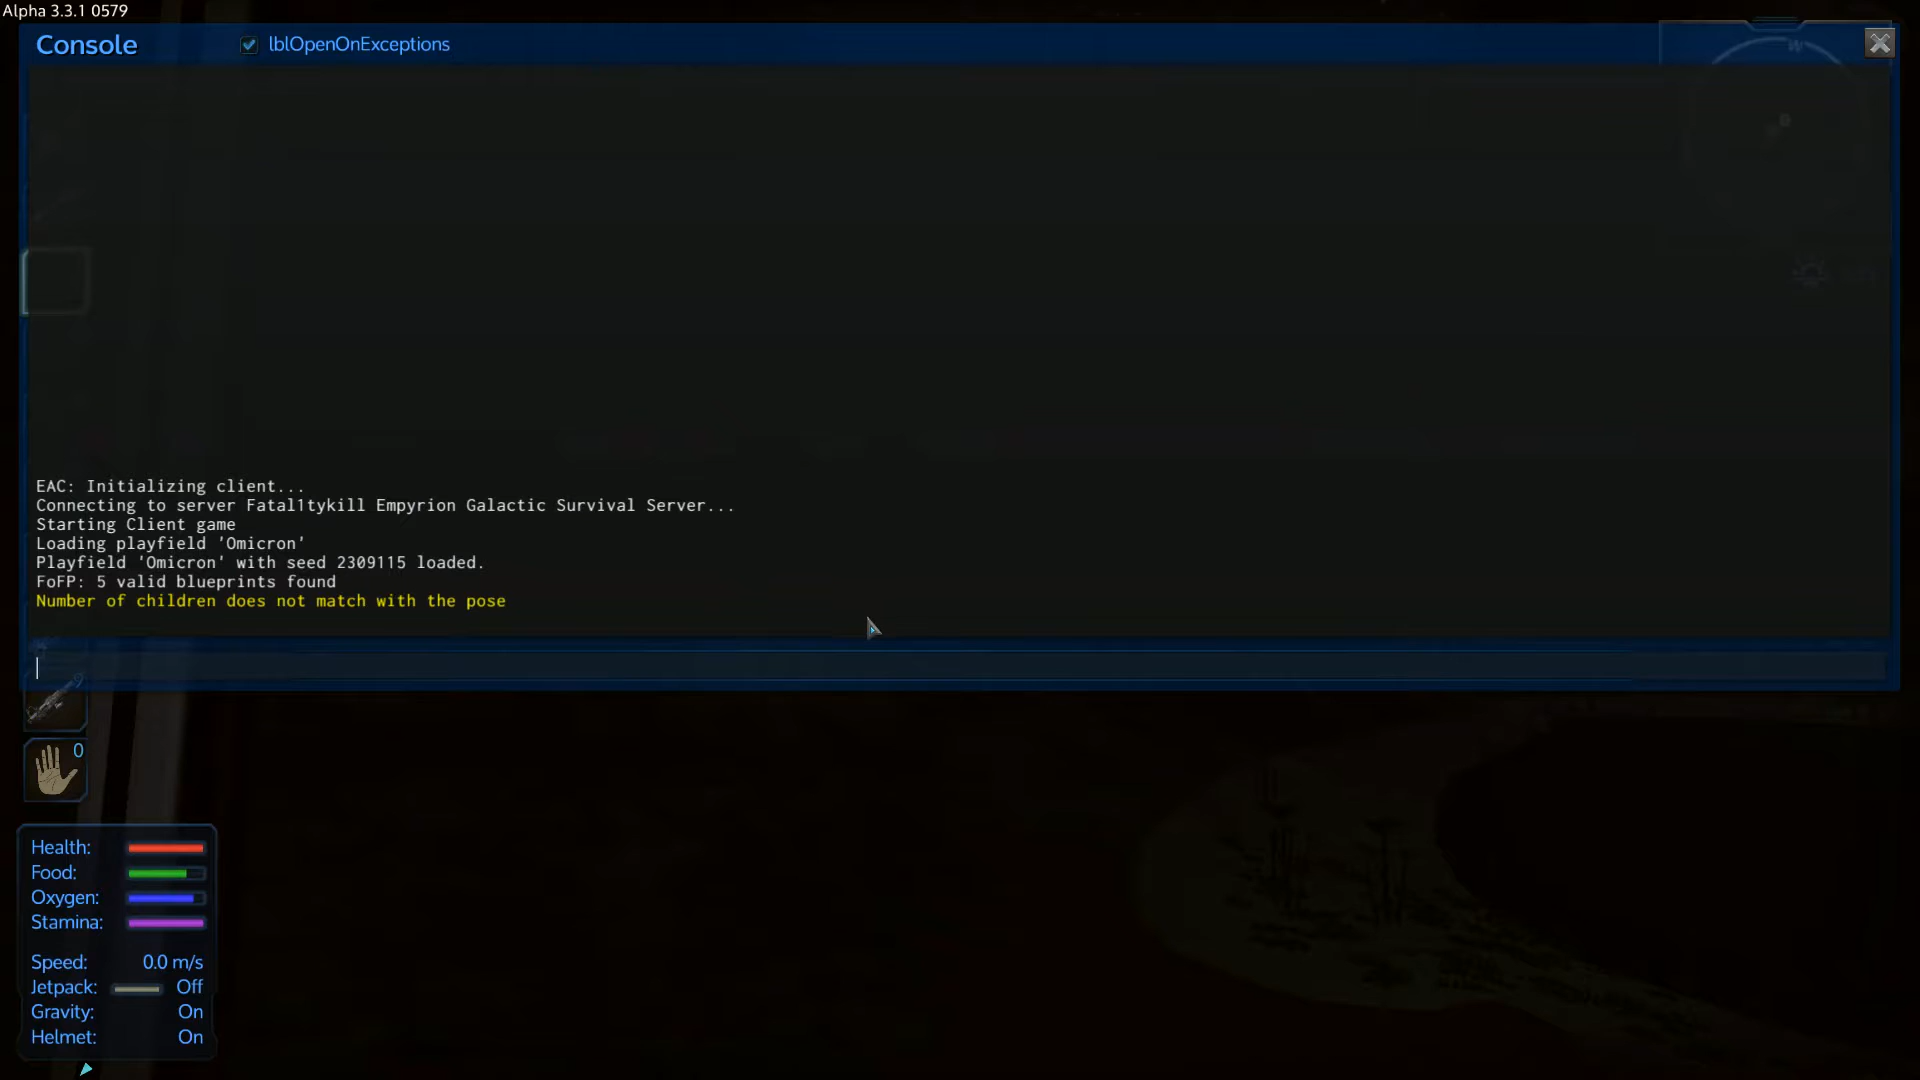 Alpha 3.3.1 0579
Console
lblOpenOnExceptions
W
EAC: Initializing client...
Connecting to server Fatal1tykill Empyrion Galactic Survival Server...
Starting Client game
Loading playfield 'Omicron'
Playfield 'Omicron' with seed 2309115 loaded.
FoFP: 5 valid blueprints found
Number of children does not match with the pose
9
0
Health:
Food:
Oxygen:
Stamina:
Speed: 0.0 m/s
Jetpack: Off
Gravity: On
Helmet: On